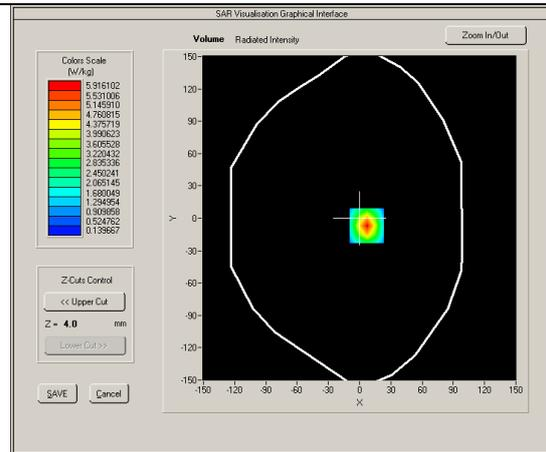 SAR Visualisation Graphical Interface
Volume Radiated Intensity
Zoom In/Out
Colors Scale
(W/kg)
5.916102
5.531006
5.145910
4.760815
4.375719
3.990623
3.605528
3.220432
2.835336
2.450241
2.065145
1.680049
1.294954
0.909858
0.524762
0.139667
Z-Cuts Control
<< Upper Cut
Z = 4.0 mm
Lower Cut >>
SAVE
Cancel
150
120
90
60
30
0
-30
-60
-90
-120
-150
Y
-150 -120 -90 -60 -30 0 30 60 90 120 150
X